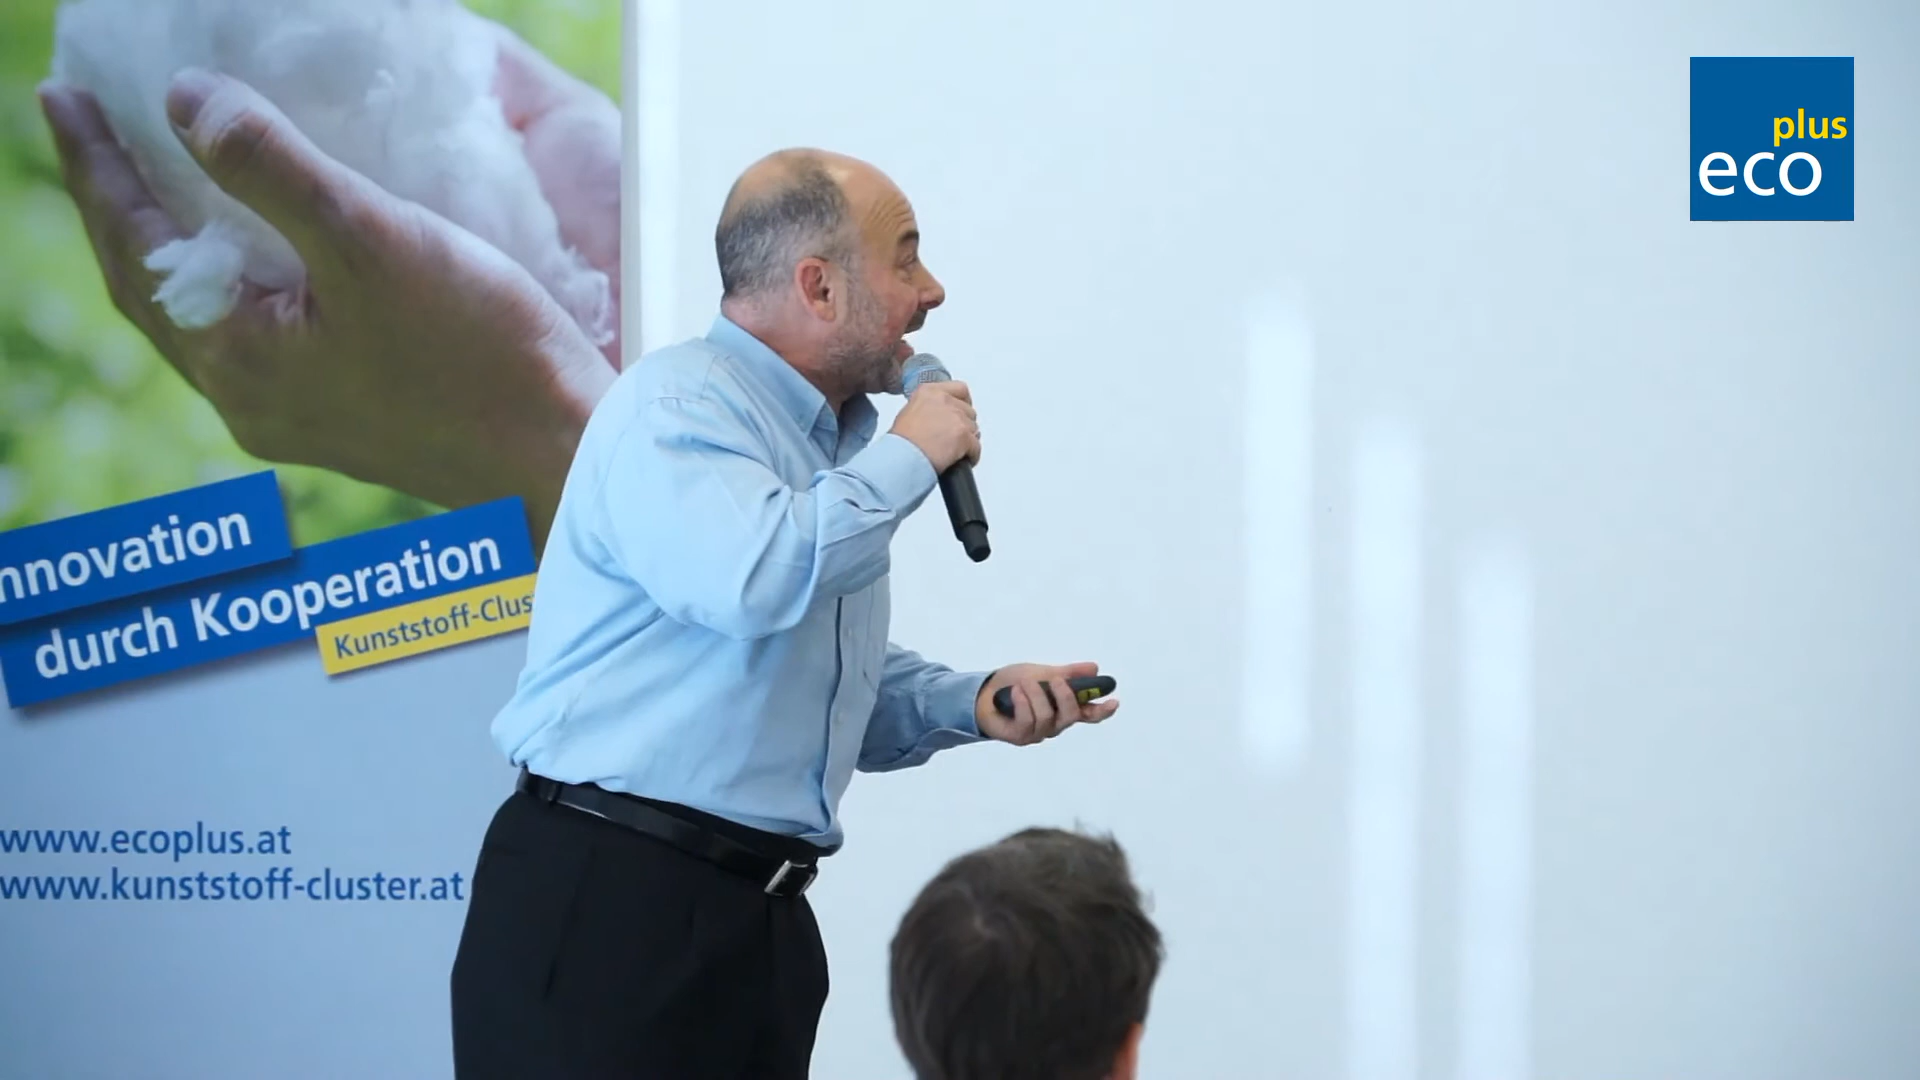 nnovation
durch Kooperation
Kunststoff-Clus
www.ecoplus.at
www.kunststoff-cluster.at
plus
eco